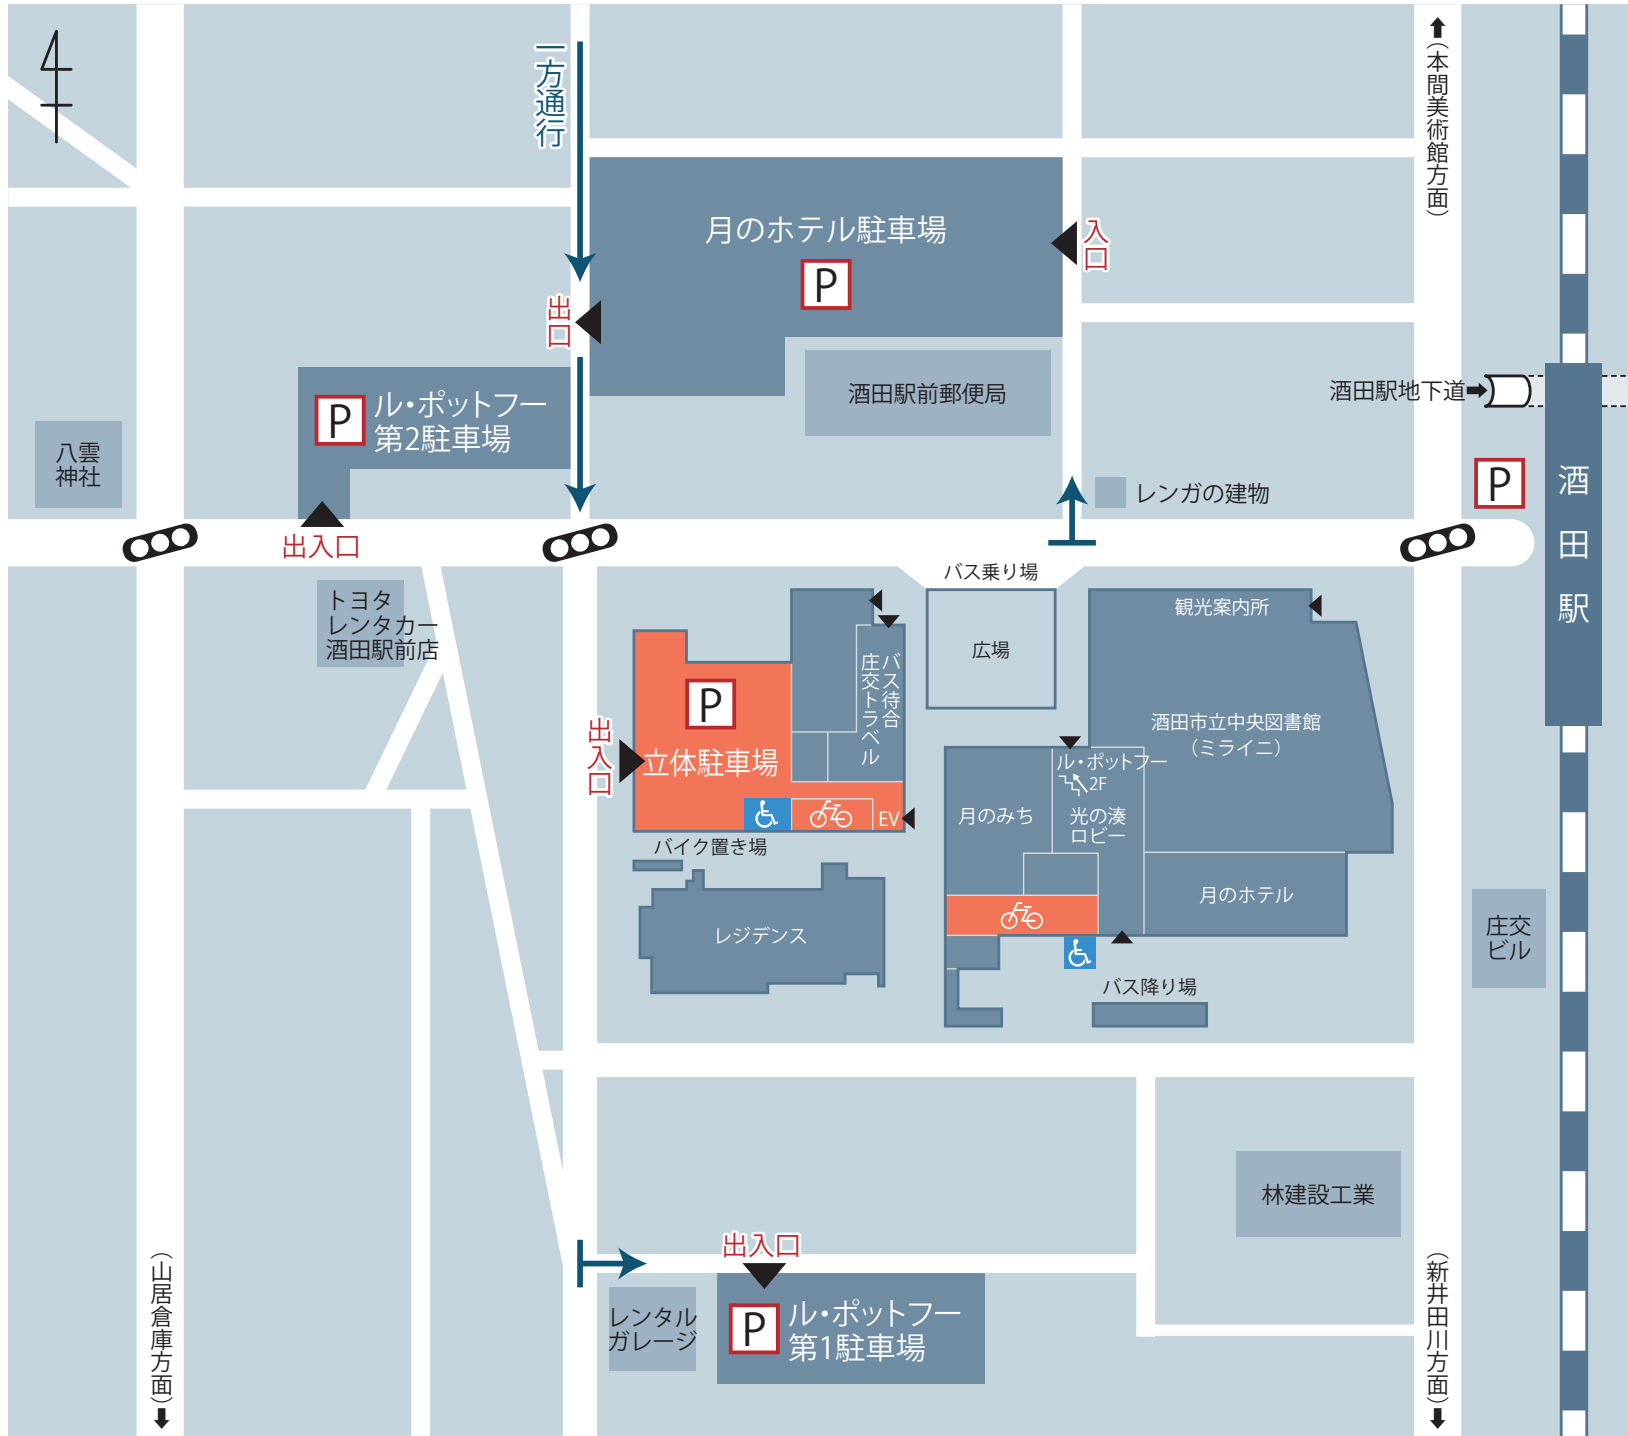 一方通行
（本間美術館方面）
月のホテル駐車場
P
入口
出口
酒田駅前郵便局
酒田駅地下道
P
ル・ポットフー
第2駐車場
八雲
神社
出入口
レンガの建物
P
酒田駅
バス乗り場
トヨタ
レンタカー
酒田駅前店
広場
観光案内所
P
立体駐車場
出入口
バス待合
庄交トラベル
酒田市立中央図書館
（ミライニ）
ル・ポットフー
2F
月のみち
光の湊
ロビー
EV
バイク置き場
月のホテル
レジデンス
庄交
ビル
バス降り場
林建設工業
出入口
レンタル
ガレージ
P
ル・ポットフー
第1駐車場
（山居倉庫方面）
（新井田川方面）